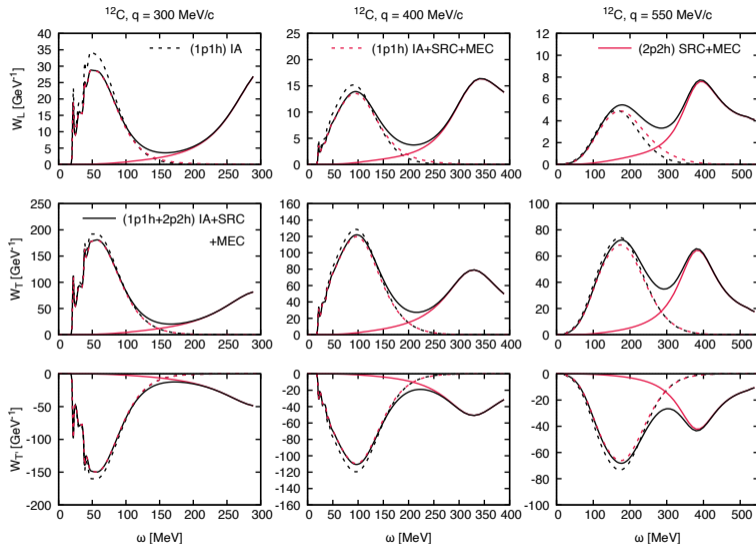 ¹²C, q = 300 MeV/c
¹²C, q = 400 MeV/c
¹²C, q = 550 MeV/c
W_L [GeV⁻¹]
40
35
30
25
20
15
10
5
0
(1p1h) IA
0 50 100 150 200 250 300
25
20
15
10
5
0
(1p1h) IA+SRC+MEC
0 50 100 150 200 250 300 350 400
12
10
8
6
4
2
0
(2p2h) SRC+MEC
0 100 200 300 400 500
W_T [GeV⁻¹]
250
200
150
100
50
0
(1p1h+2p2h) IA+SRC
+MEC
0 50 100 150 200 250 300
160
140
120
100
80
60
40
20
0
0 50 100 150 200 250 300 350 400
100
80
60
40
20
0
0 100 200 300 400 500
W_T' [GeV⁻¹]
0
-50
-100
-150
-200
0 50 100 150 200 250 300
0
-20
-40
-60
-80
-100
-120
-140
-160
0 50 100 150 200 250 300 350 400
0
-20
-40
-60
-80
-100
0 100 200 300 400 500
ω [MeV]
ω [MeV]
ω [MeV]